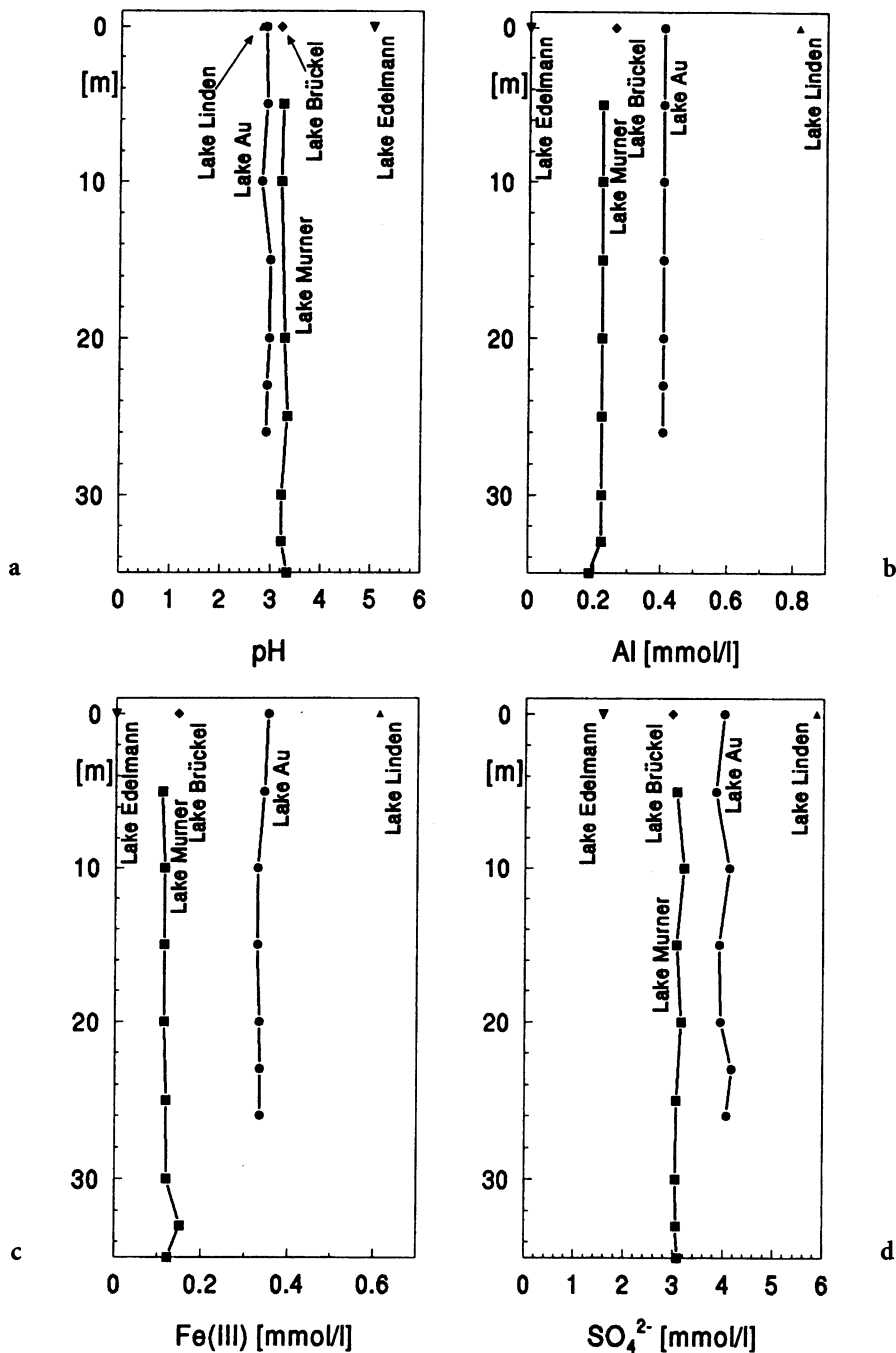 0
[m]
10
20
30
Lake Linden
Lake Au
Lake Brückel
Lake Murner
Lake Edelmann
0 1 2 3 4 5 6
pH
a
0
[m]
10
20
30
Lake Edelmann
Lake Murner
Lake Brückel
Lake Au
Lake Linden
0 0.2 0.4 0.6 0.8
Al [mmol/l]
b
0
[m]
10
20
30
Lake Edelmann
Lake Murner
Lake Brückel
Lake Au
Lake Linden
0 0.2 0.4 0.6
Fe(III) [mmol/l]
c
0
[m]
10
20
30
Lake Edelmann
Lake Brückel
Lake Murner
Lake Au
Lake Linden
0 1 2 3 4 5 6
SO₄²⁻ [mmol/l]
d